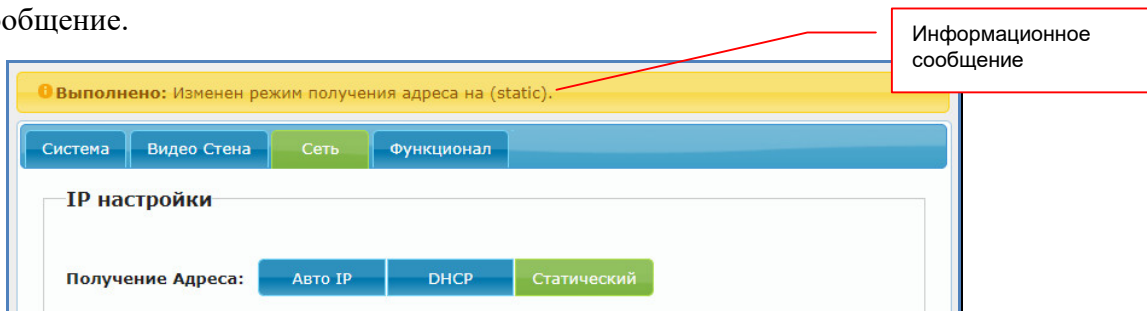 общение.
Информационное
сообщение
Выполнено: Изменен режим получения адреса на (static).
Система Видео Стена Сеть Функционал
IP настройки
Получение Адреса: Авто IP DHCP Статический